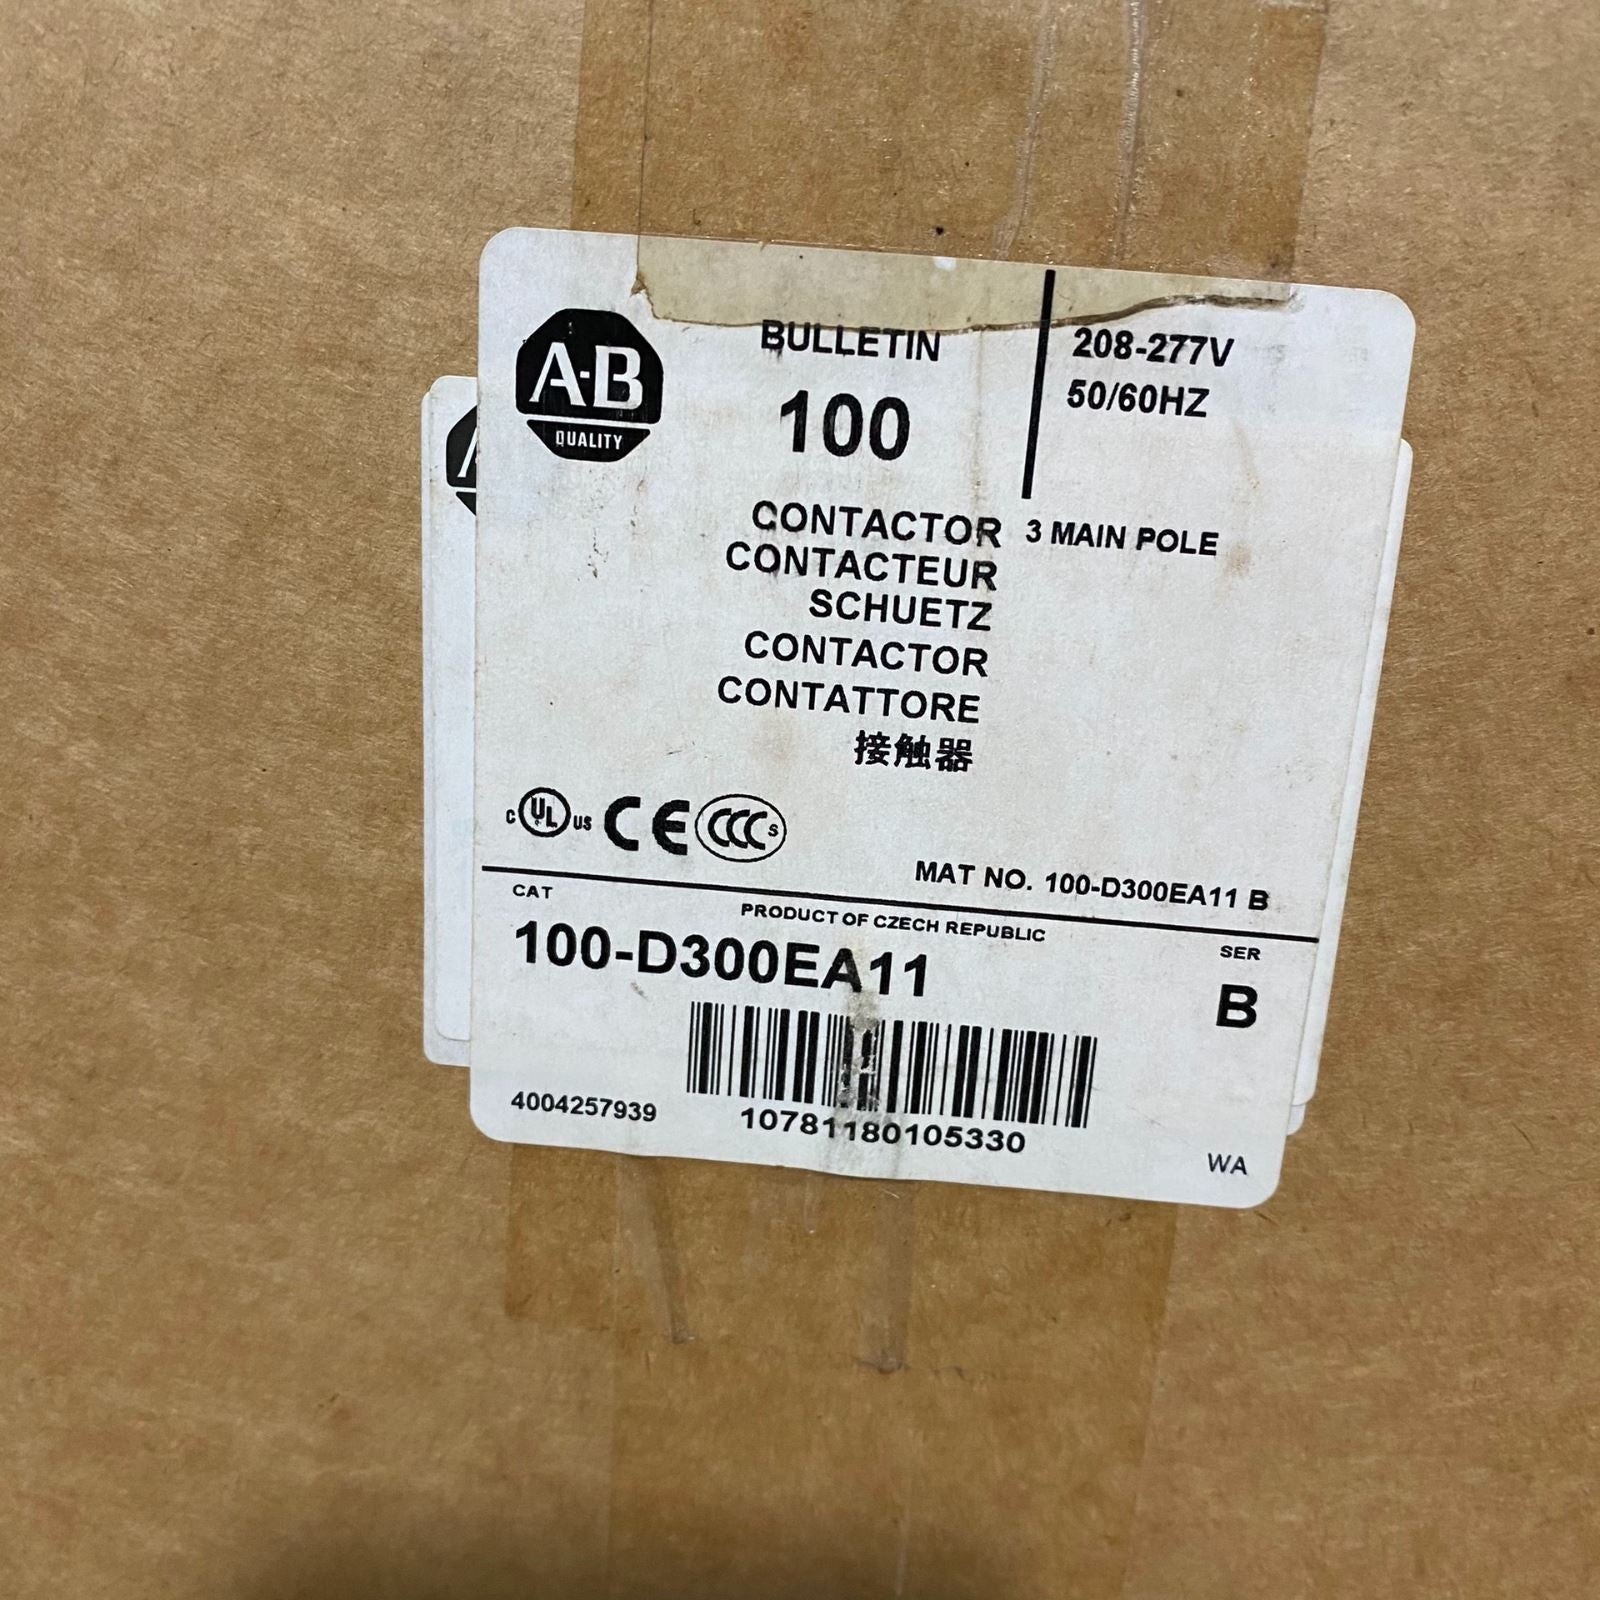 A-B
QUALITY
BULLETIN
100
208-277V
50/60HZ
CONTACTOR 3 MAIN POLE
CONTACTEUR
SCHUETZ
CONTACTOR
CONTATTORE
接触器
C UL US CE CCC S
MAT NO. 100-D300EA11 B
CAT
PRODUCT OF CZECH REPUBLIC
SER
100-D300EA11
B
4004257939
10781180105330
WA